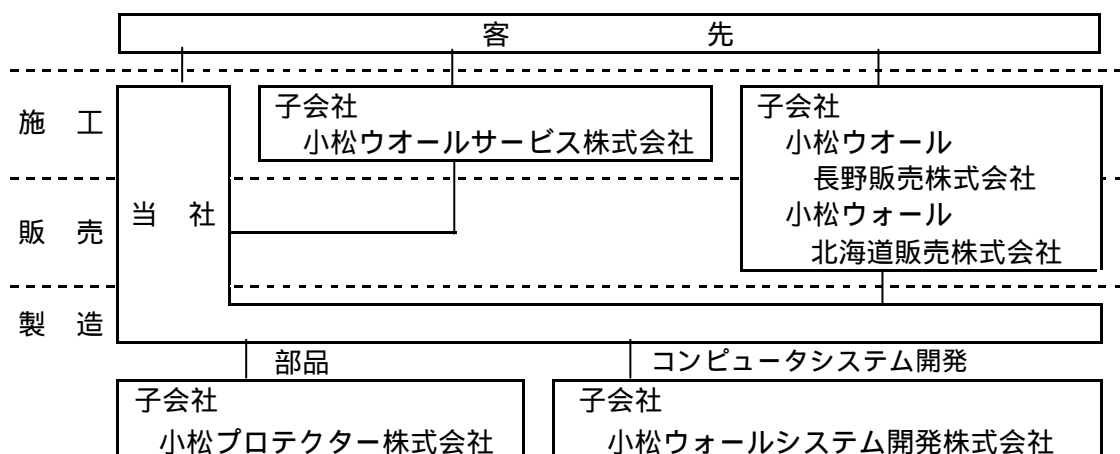 客 先
施 工
子会社
小松ウオールサービス株式会社
子会社
小松ウオール
長野販売株式会社
小松ウォール
北海道販売株式会社
販 売
当 社
製 造
部品
コンピュータシステム開発
子会社
小松プロテクター株式会社
子会社
小松ウォールシステム開発株式会社